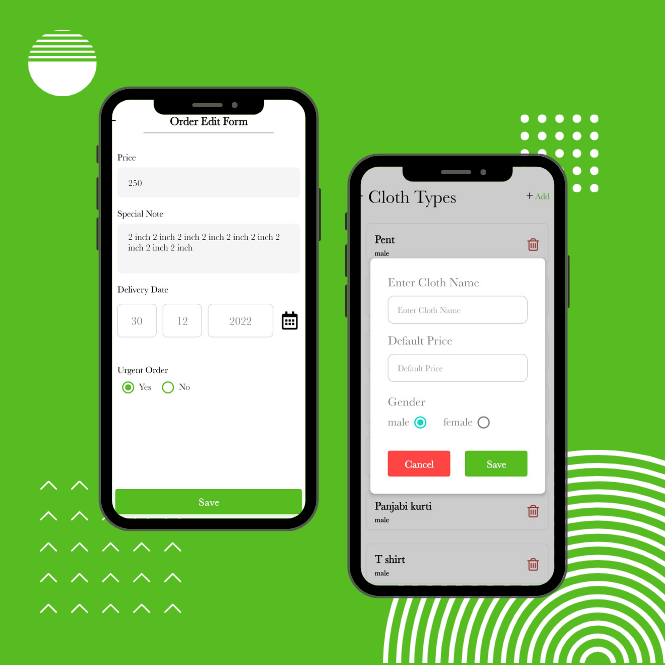 Order Edit Form
Price
250
Special Note
2 inch 2 inch 2 inch 2 inch 2 inch 2 inch 2
inch 2 inch 2 inch
Delivery Date
30 12 2022
Urgent Order
Yes No
Save
Cloth Types
+ Add
Pent
male
Enter Cloth Name
Enter Cloth Name
Default Price
Default Price
Gender
male female
Cancel Save
Panjabi kurti
male
T shirt
male